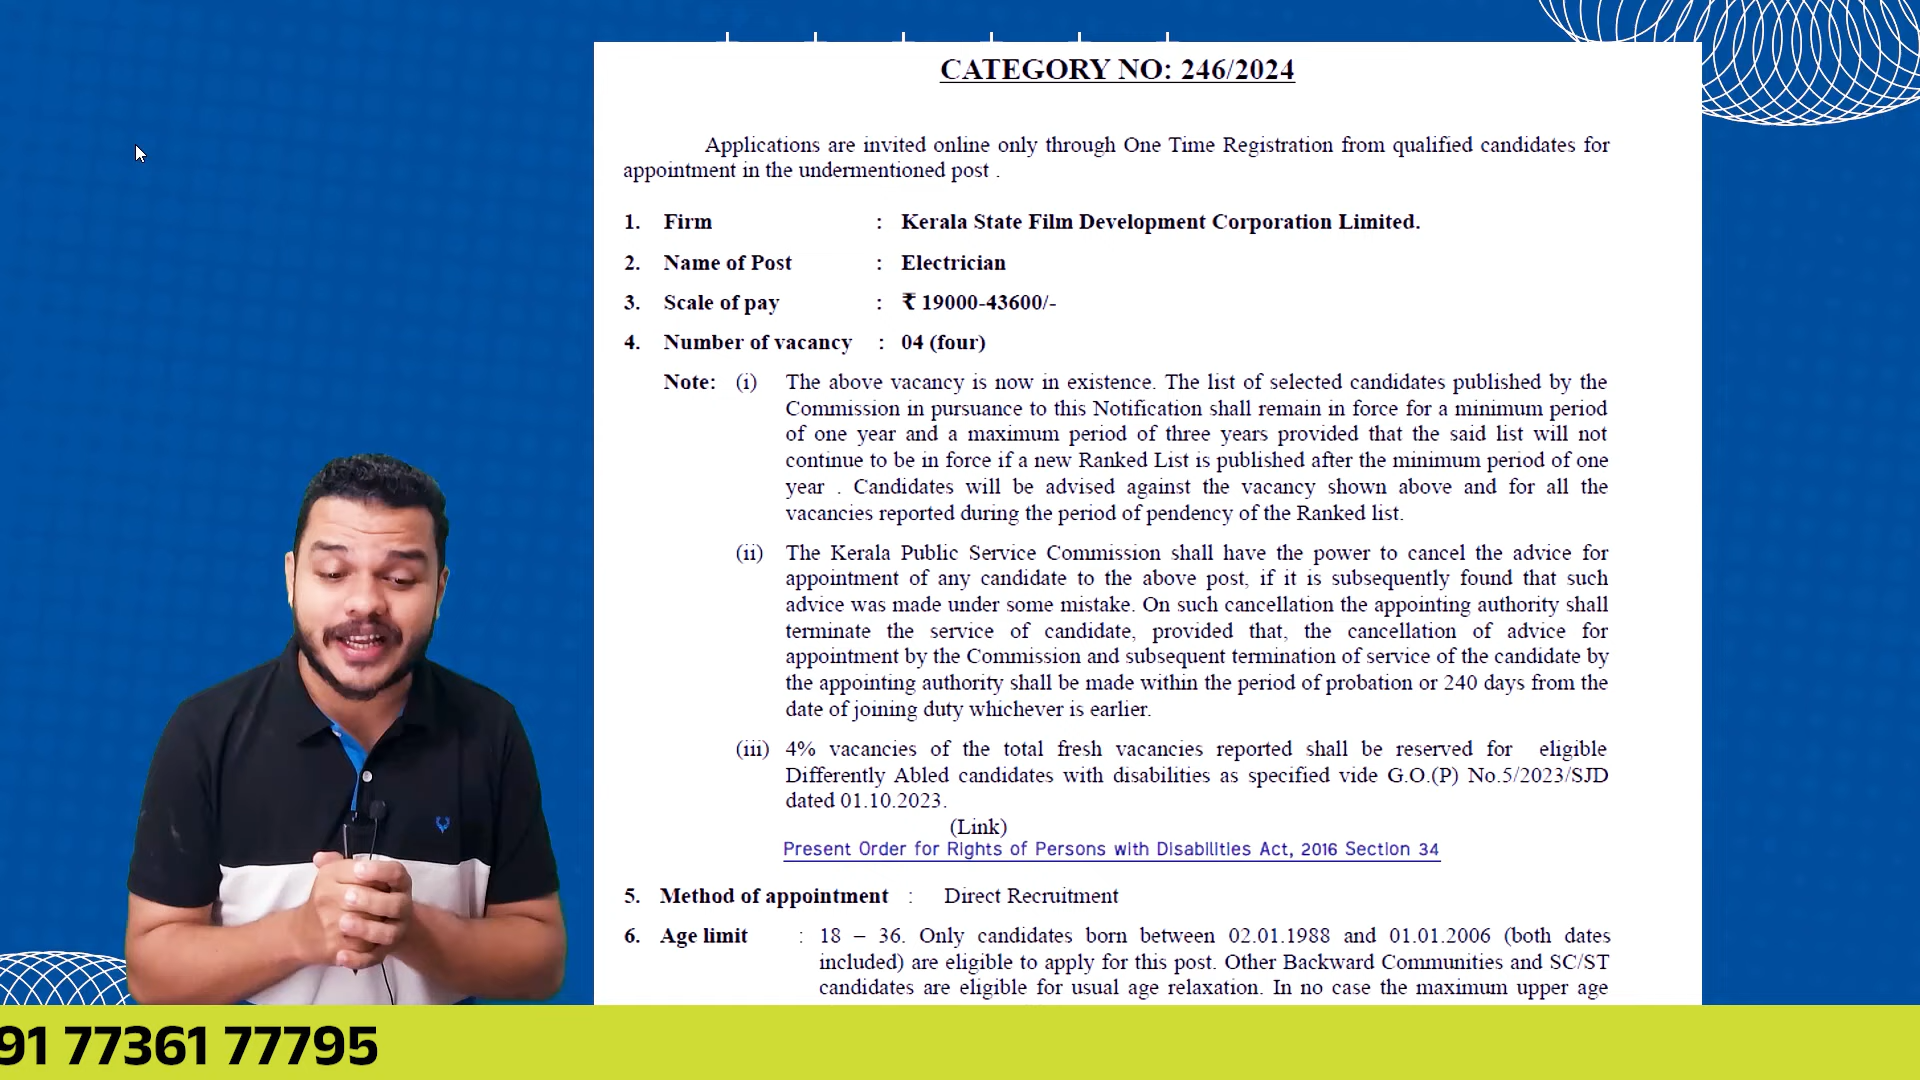 CATEGORY NO: 246/2024
Applications are invited online only through One Time Registration from qualified candidates for
appointment in the undermentioned post .
1. Firm : Kerala State Film Development Corporation Limited.
2. Name of Post : Electrician
3. Scale of pay : ₹ 19000-43600/-
4. Number of vacancy : 04 (four)
Note: (i) The above vacancy is now in existence. The list of selected candidates published by the
Commission in pursuance to this Notification shall remain in force for a minimum period
of one year and a maximum period of three years provided that the said list will not
continue to be in force if a new Ranked List is published after the minimum period of one
year . Candidates will be advised against the vacancy shown above and for all the
vacancies reported during the period of pendency of the Ranked list.
(ii) The Kerala Public Service Commission shall have the power to cancel the advice for
appointment of any candidate to the above post, if it is subsequently found that such
advice was made under some mistake. On such cancellation the appointing authority shall
terminate the service of candidate, provided that, the cancellation of advice for
appointment by the Commission and subsequent termination of service of the candidate by
the appointing authority shall be made within the period of probation or 240 days from the
date of joining duty whichever is earlier.
(iii) 4% vacancies of the total fresh vacancies reported shall be reserved for eligible
Differently Abled candidates with disabilities as specified vide G.O.(P) No.5/2023/SJD
dated 01.10.2023.
(Link)
Present Order for Rights of Persons with Disabilities Act, 2016 Section 34
5. Method of appointment : Direct Recruitment
6. Age limit : 18 – 36. Only candidates born between 02.01.1988 and 01.01.2006 (both dates
included) are eligible to apply for this post. Other Backward Communities and SC/ST
candidates are eligible for usual age relaxation. In no case the maximum upper age
91 77361 77795